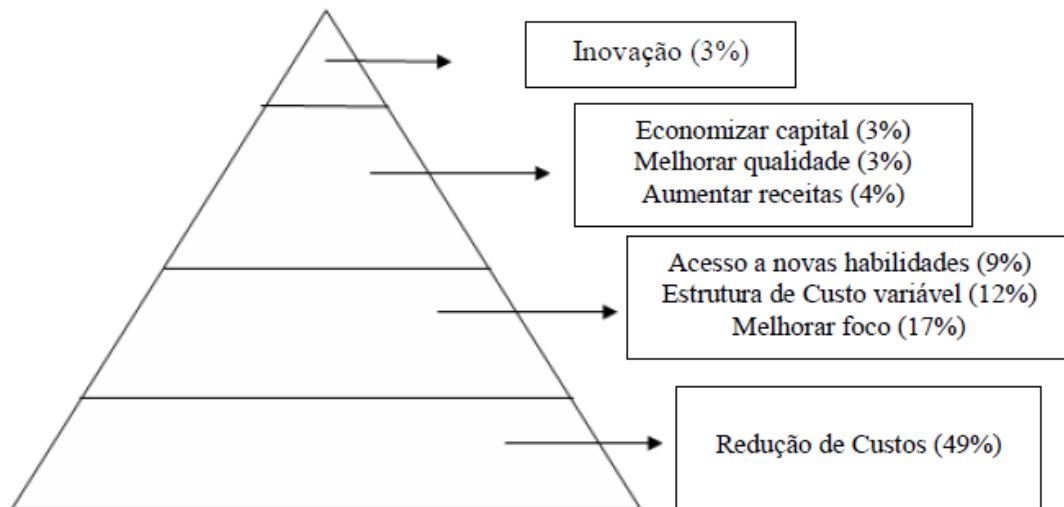 Inovação (3%)
Economizar capital (3%)
Melhorar qualidade (3%)
Aumentar receitas (4%)
Acesso a novas habilidades (9%)
Estrutura de Custo variável (12%)
Melhorar foco (17%)
Redução de Custos (49%)